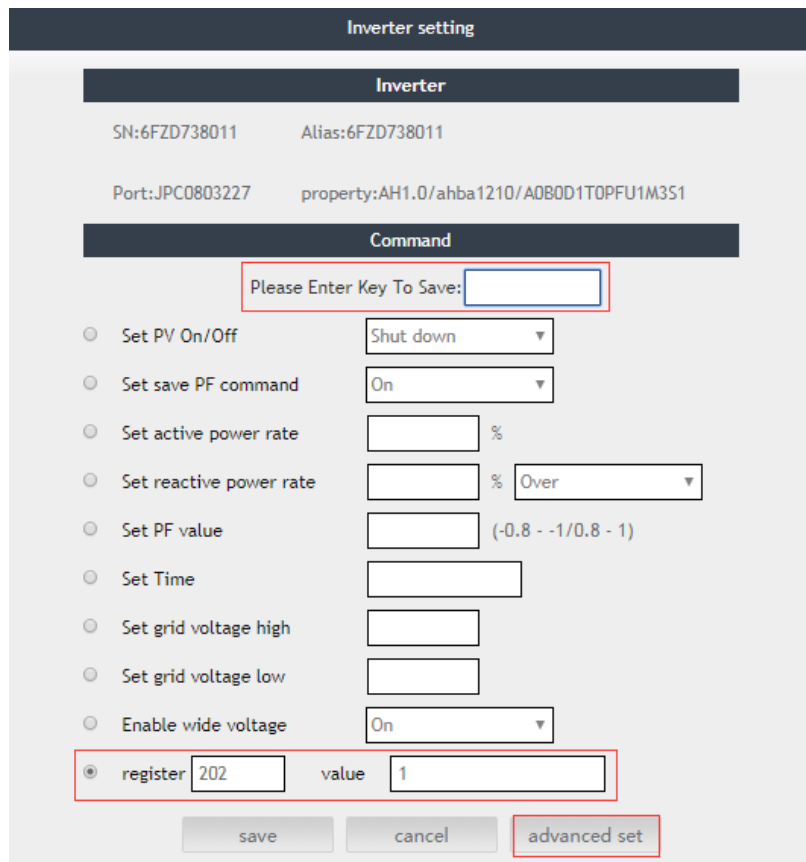 Inverter setting
Inverter
SN:6FZD738011 Alias:6FZD738011
Port:JPC0803227 property:AH1.0/ahba1210/A0B0D1T0PFU1M3S1
Command
Please Enter Key To Save:
Set PV On/Off Shut down
Set save PF command On
Set active power rate %
Set reactive power rate % Over
Set PF value (-0.8 - -1/0.8 - 1)
Set Time
Set grid voltage high
Set grid voltage low
Enable wide voltage On
register 202 value 1
save cancel advanced set